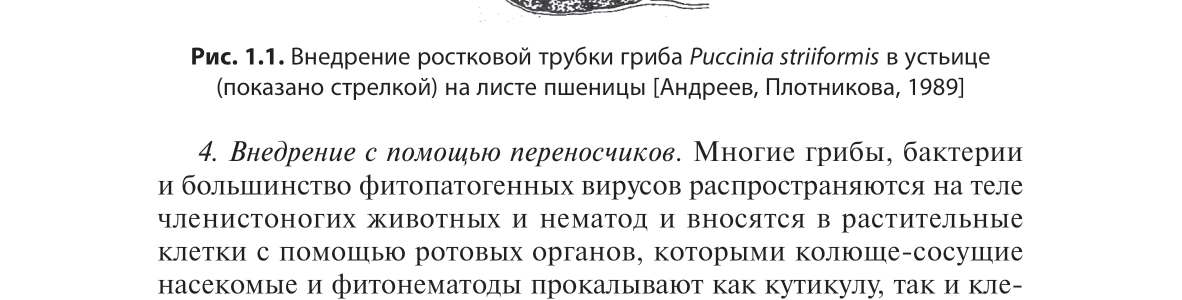 Рис. 1.1. Внедрение ростковой трубки гриба Puccinia striiformis в устьице
(показано стрелкой) на листе пшеницы [Андреев, Плотникова, 1989]
4. Внедрение с помощью переносчиков. Многие грибы, бактерии
и большинство фитопатогенных вирусов распространяются на теле
членистоногих животных и нематод и вносятся в растительные
клетки с помощью ротовых органов, которыми колюще-сосущие
насекомые и фитонематоды прокалывают как кутикулу, так и кле-